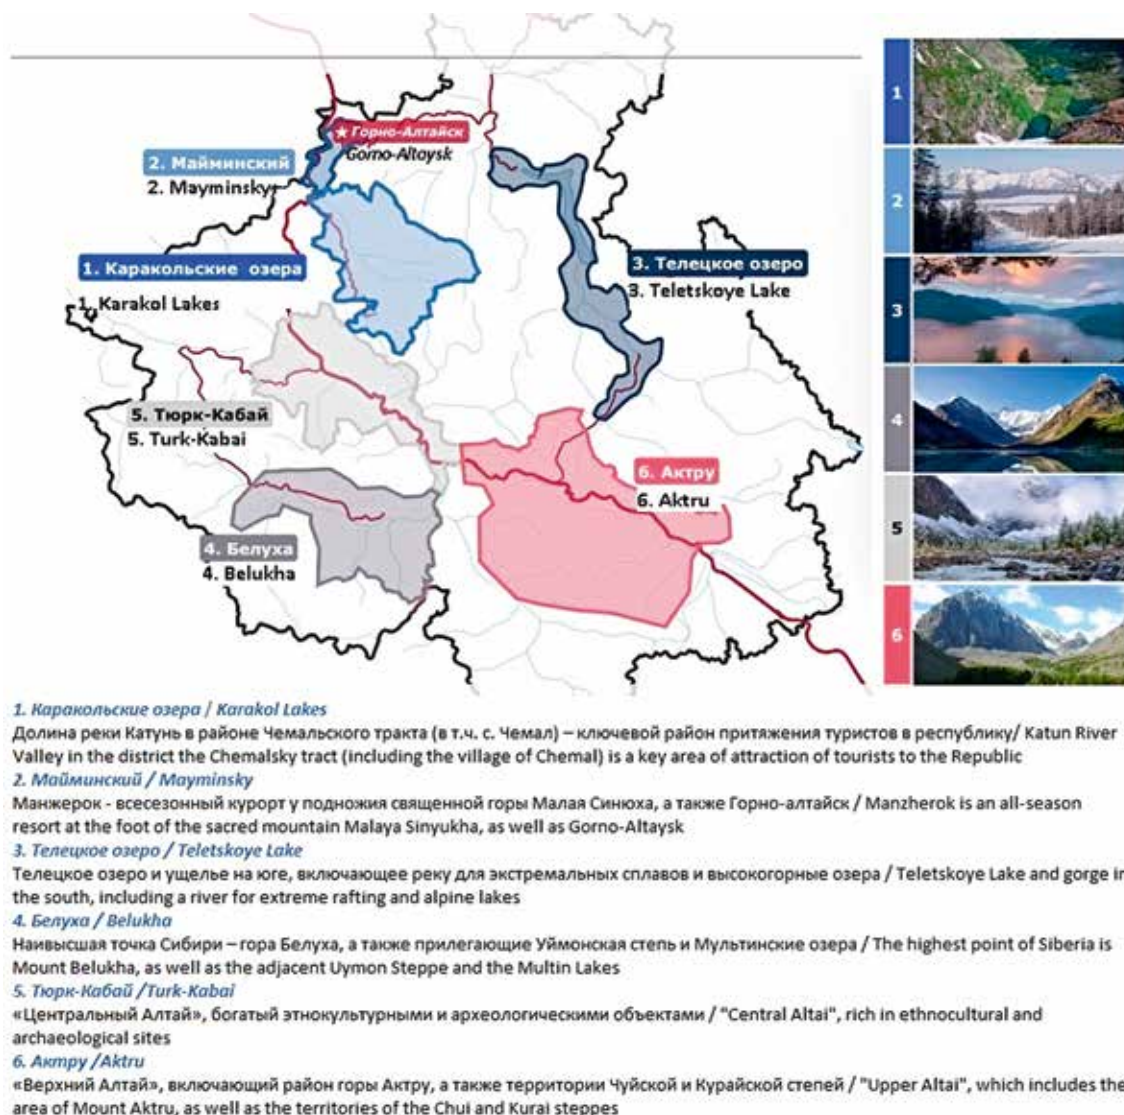 Горно-Алтайск
Gorno-Altaysk
2. Майминский
2. Mayminsky
1. Каракольские озера
1. Karakol Lakes
3. Телецкое озеро
3. Teletskoye Lake
5. Тюрк-Кабай
5. Turk-Kabai
6. Актру
6. Aktru
4. Белуха
4. Belukha
1
2
3
4
5
6
1. Каракольские озера / Karakol Lakes
Долина реки Катунь в районе Чемальского тракта (в т.ч. с. Чемал) – ключевой район притяжения туристов в республику/ Katun River
Valley in the district the Chemalsky tract (including the village of Chemal) is a key area of attraction of tourists to the Republic
2. Майминский / Mayminsky
Манжерок - всесезонный курорт у подножия священной горы Малая Синюха, а также Горно-алтайск / Manzherok is an all-season
resort at the foot of the sacred mountain Malaya Sinyukha, as well as Gorno-Altaysk
3. Телецкое озеро / Teletskoye Lake
Телецкое озеро и ущелье на юге, включающее реку для экстремальных сплавов и высокогорные озера / Teletskoye Lake and gorge in
the south, including a river for extreme rafting and alpine lakes
4. Белуха / Belukha
Наивысшая точка Сибири – гора Белуха, а также прилегающие Уймонская степь и Мультинские озера / The highest point of Siberia is
Mount Belukha, as well as the adjacent Uymon Steppe and the Multin Lakes
5. Тюрк-Кабай /Turk-Kabai
«Центральный Алтай», богатый этнокультурными и археологическими объектами / "Central Altai", rich in ethnocultural and
archaeological sites
6. Актру /Aktru
«Верхний Алтай», включающий район горы Актру, а также территории Чуйской и Курайской степей / "Upper Altai", which includes the
area of Mount Aktru, as well as the territories of the Chui and Kurai steppes